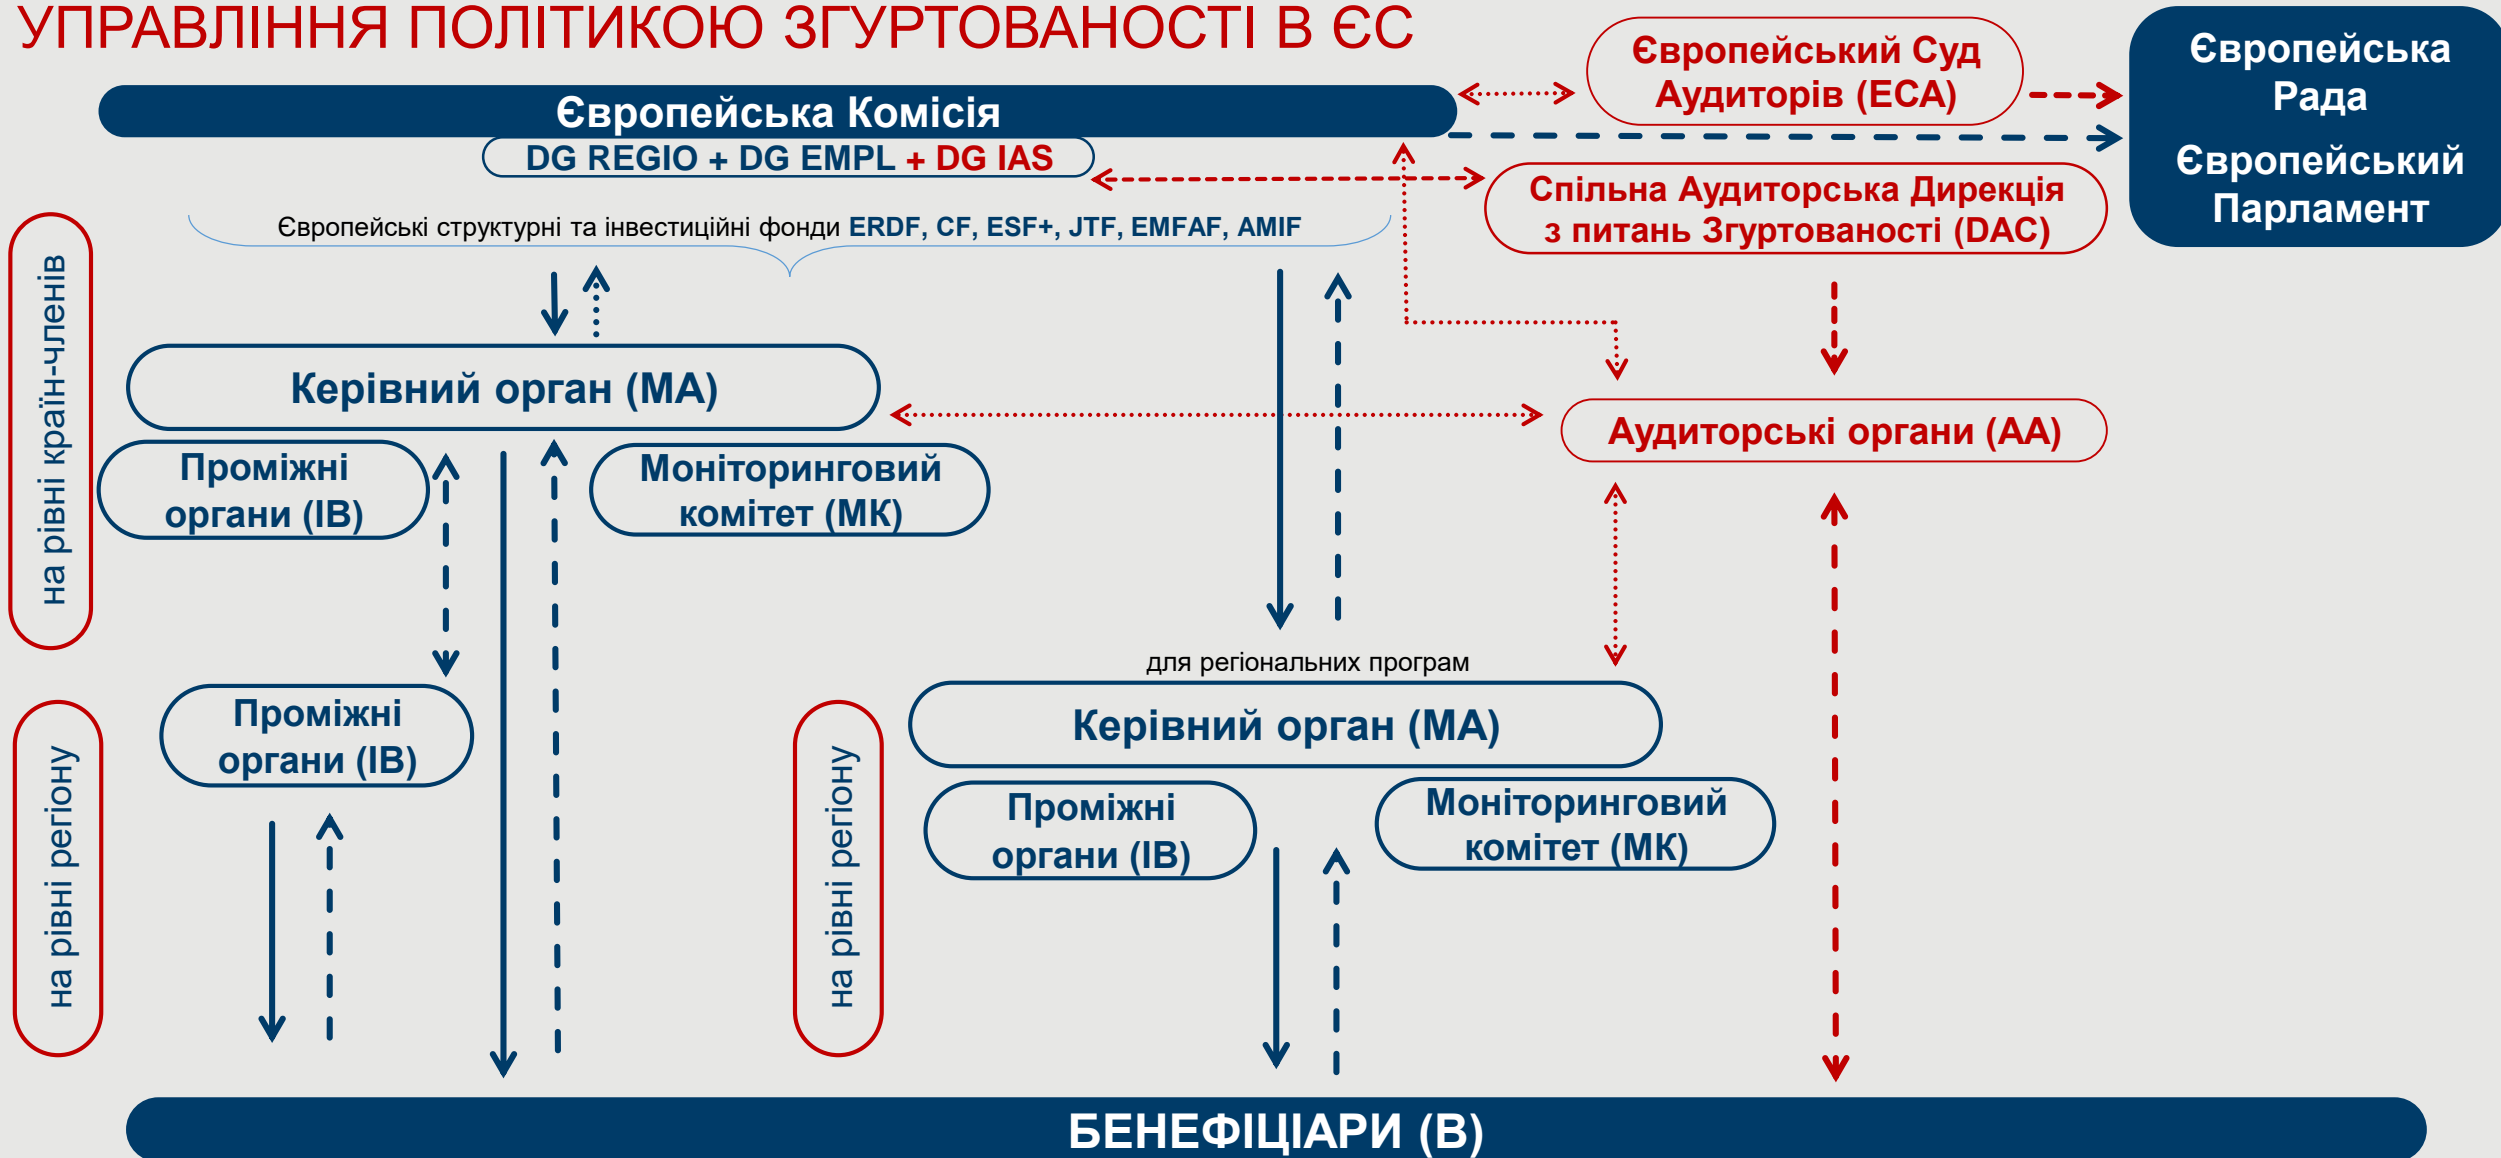 УПРАВЛІННЯ ПОЛІТИКОЮ ЗГУРТОВАНОСТІ В ЄС
Європейська Комісія
DG REGIO + DG EMPL + DG IAS
Європейський Суд
Аудиторів (ECA)
Європейська
Рада
Європейський
Парламент
Спільна Аудиторська Дирекція
з питань Згуртованості (DAC)
Європейські структурні та інвестиційні фонди ERDF, CF, ESF+, JTF, EMFAF, AMIF
на рівні країн-членів
Керівний орган (МА)
Аудиторські органи (АА)
Проміжні
органи (ІВ)
Моніторинговий
комітет (МК)
для регіональних програм
на рівні регіону
Проміжні
органи (ІВ)
на рівні регіону
Керівний орган (МА)
Проміжні
органи (ІВ)
Моніторинговий
комітет (МК)
БЕНЕФІЦІАРИ (В)